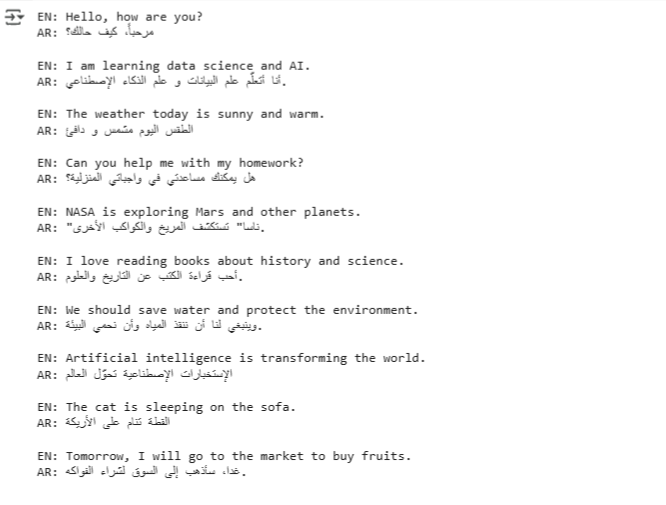 EN: Hello, how are you?
AR: مرحباً، كيف حالك؟
EN: I am learning data science and AI.
AR: أنا أتعلّم علم البيانات و علم الذكاء الإصطناعي.
EN: The weather today is sunny and warm.
AR: الطقس اليوم مشمس و دافئ
EN: Can you help me with my homework?
AR: هل يمكنك مساعدتي في واجباتي المنزلية؟
EN: NASA is exploring Mars and other planets.
AR: "ناسا" تستكشف المريخ والكواكب الأخرى.
EN: I love reading books about history and science.
AR: أحب قراءة الكتب عن التاريخ والعلوم.
EN: We should save water and protect the environment.
AR: وينبغي لنا أن ننقذ المياه وأن نحمي البيئة.
EN: Artificial intelligence is transforming the world.
AR: الإستخبارات الإصطناعية تحوّل العالم
EN: The cat is sleeping on the sofa.
AR: القطة تنام على الأريكة
EN: Tomorrow, I will go to the market to buy fruits.
AR: غدا، سأذهب إلى السوق لشراء الفواكه.